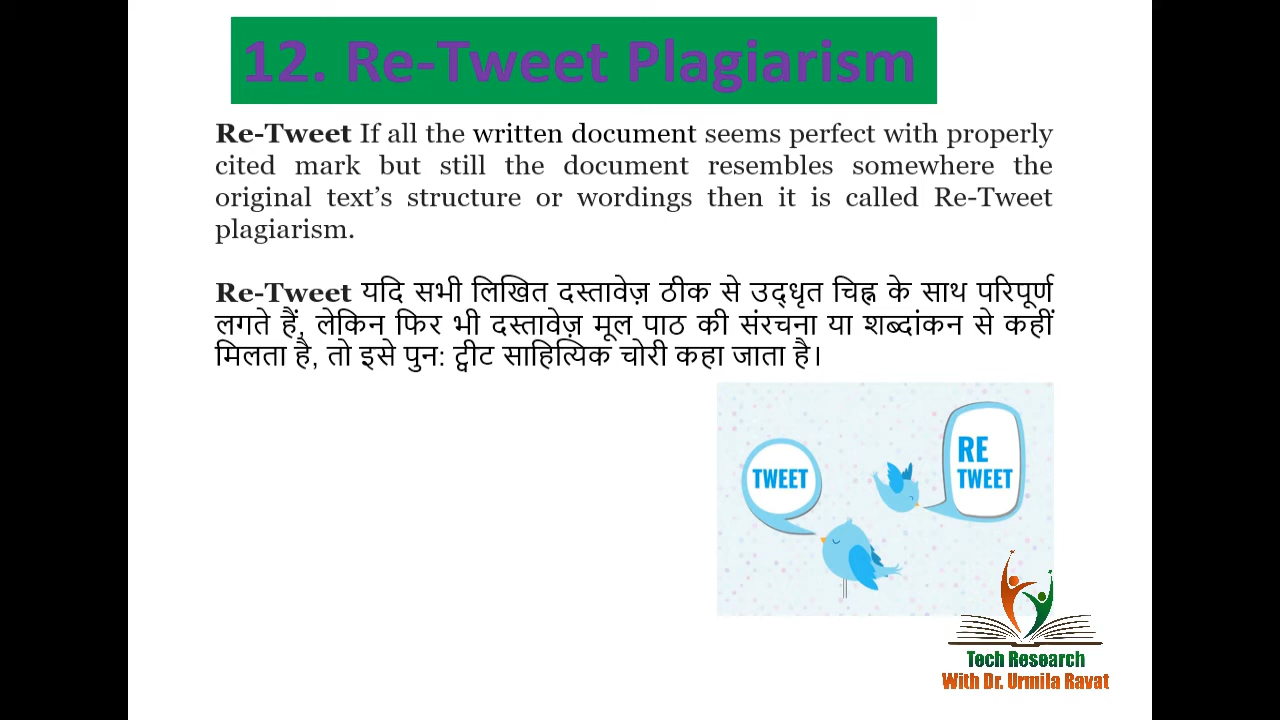 12. Re-Tweet Plagiarism
Re-Tweet If all the written document seems perfect with properly
cited mark but still the document resembles somewhere the
original text’s structure or wordings then it is called Re-Tweet
plagiarism.
Re-Tweet यदि सभी लिखित दस्तावेज़ ठीक से उद्धृत चिह्न के साथ परिपूर्ण
लगते हैं, लेकिन फिर भी दस्तावेज़ मूल पाठ की संरचना या शब्दांकन से कहीं
मिलता है, तो इसे पुन: ट्वीट साहित्यिक चोरी कहा जाता है।
TWEET
RE
TWEET
Tech Research
With Dr. Urmila Ravat